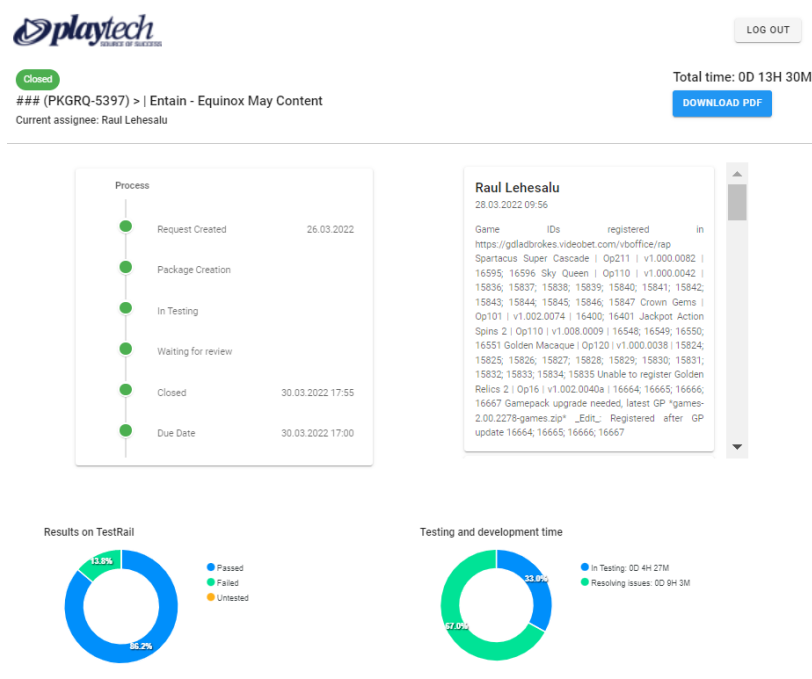 playtech
SOURCE OF SUCCESS
LOG OUT
Closed
Total time: 0D 13H 30M
### (PKGRQ-5397) > | Entain - Equinox May Content
DOWNLOAD PDF
Current assignee: Raul Lehesalu
Process
Request Created 26.03.2022
Package Creation
In Testing
Waiting for review
Closed 30.03.2022 17:55
Due Date 30.03.2022 17:00
Raul Lehesalu
28.03.2022 09:56
Game IDs registered in
https://gdladbrokes.videobet.com/vboffice/rap
Spartacus Super Cascade | Op211 | v1.000.0082 |
16595; 16596 Sky Queen | Op110 | v1.000.0042 |
15836; 15837; 15838; 15839; 15840; 15841; 15842;
15843; 15844; 15845; 15846; 15847 Crown Gems |
Op101 | v1.002.0074 | 16400; 16401 Jackpot Action
Spins 2 | Op110 | v1.008.0009 | 16548; 16549; 16550;
16551 Golden Macaque | Op120 | v1.000.0038 | 15824;
15825; 15826; 15827; 15828; 15829; 15830; 15831;
15832; 15833; 15834; 15835 Unable to register Golden
Relics 2 | Op16 | v1.002.0040a | 16664; 16665; 16666;
16667 Gamepack upgrade needed, latest GP *games-
2.00.2278-games.zip* _Edit_: Registered after GP
update 16664; 16665; 16666; 16667
Results on TestRail
13.8%
86.2%
Passed
Failed
Untested
Testing and development time
33.0%
67.0%
In Testing: 0D 4H 27M
Resolving issues: 0D 9H 3M